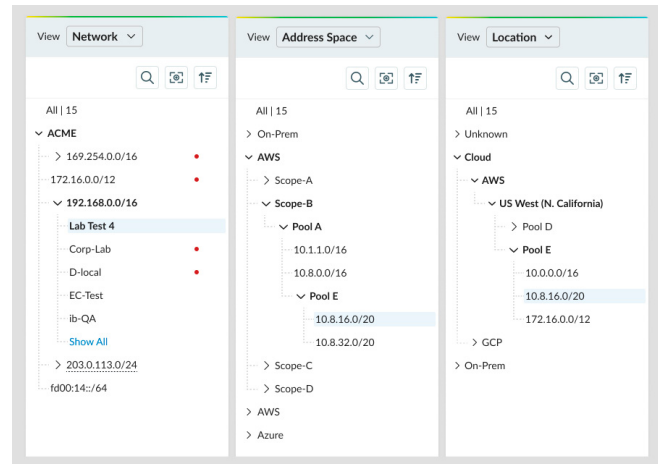 View Network
All | 15
ACME
169.254.0.0/16
172.16.0.0/12
192.168.0.0/16
Lab Test 4
Corp-Lab
D-local
EC-Test
ib-QA
Show All
203.0.113.0/24
fd00:14::/64
View Address Space
All | 15
On-Prem
AWS
Scope-A
Scope-B
Pool A
10.1.1.0/16
10.8.0.0/16
Pool E
10.8.16.0/20
10.8.32.0/20
Scope-C
Scope-D
AWS
Azure
View Location
All | 15
Unknown
Cloud
AWS
US West (N. California)
Pool D
Pool E
10.0.0.0/16
10.8.16.0/20
172.16.0.0/12
GCP
On-Prem